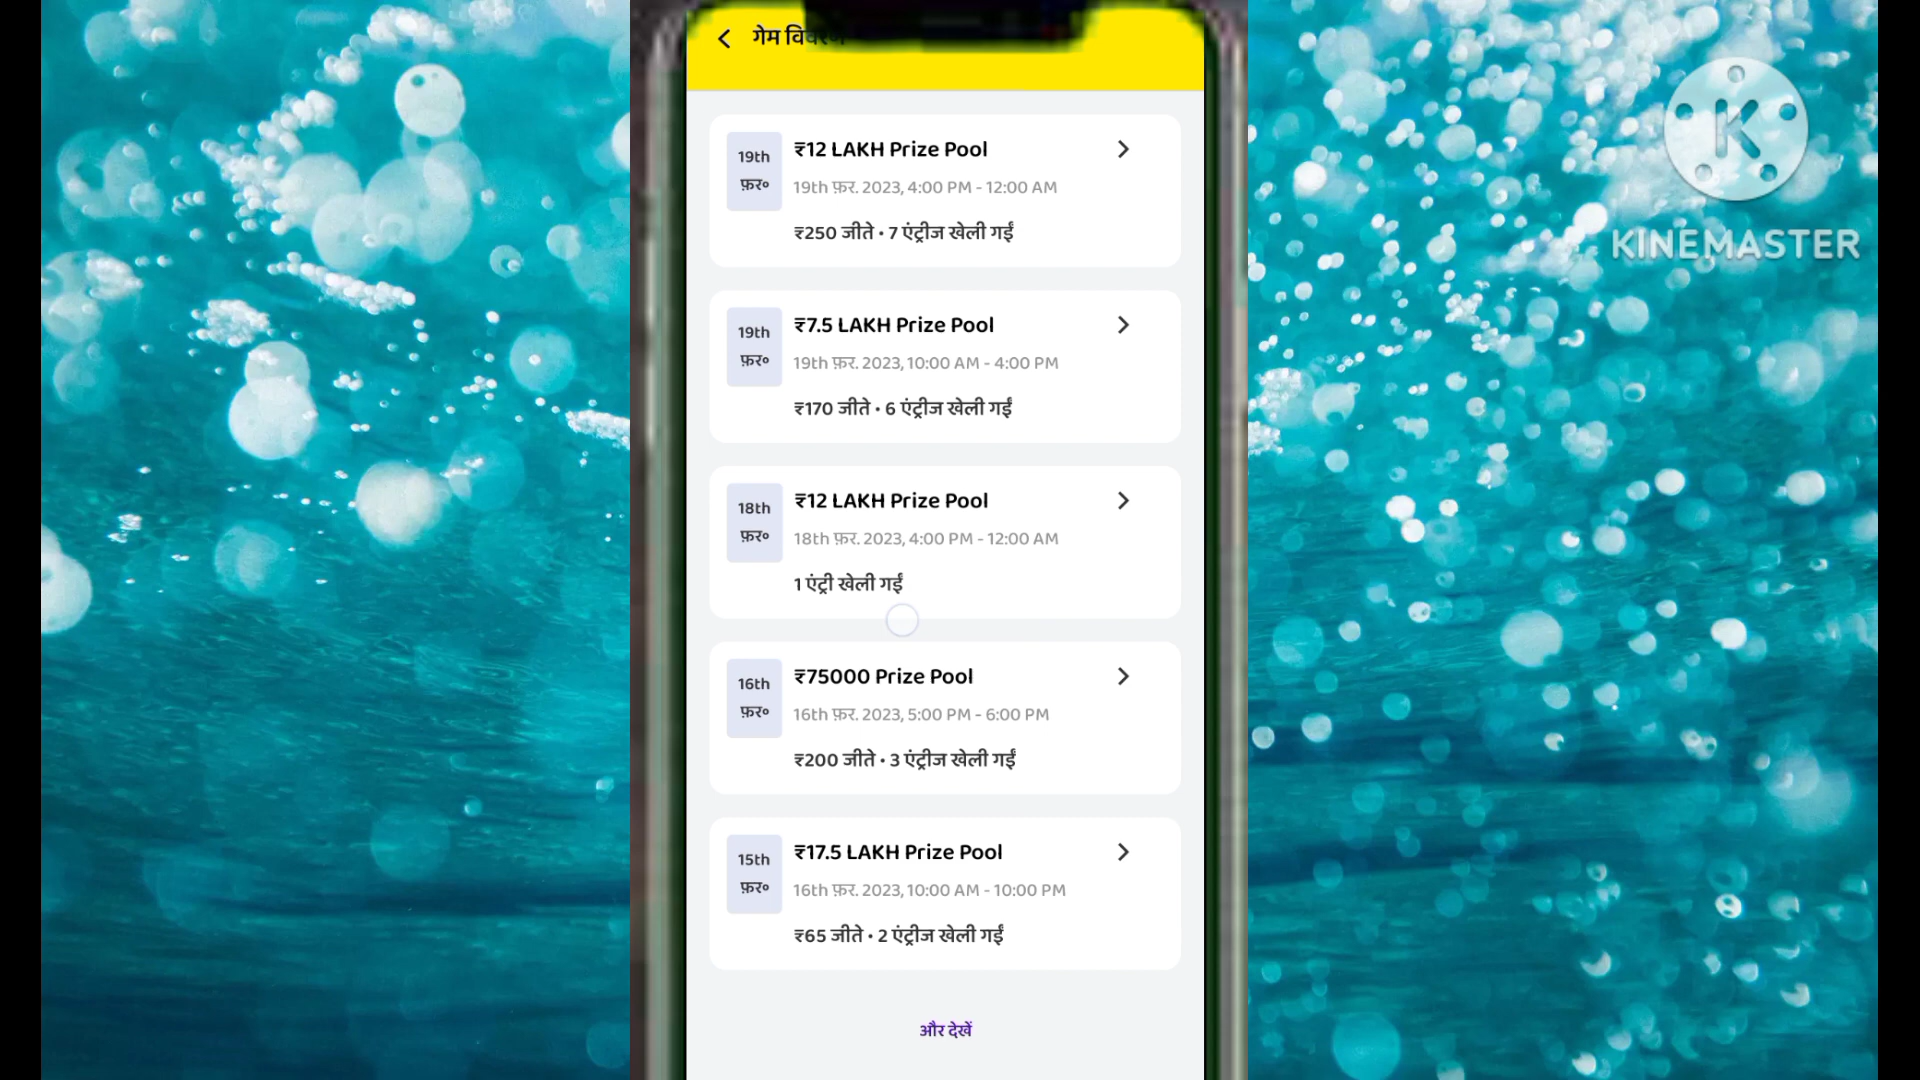 गेम विवरण
19th
फ़र०
₹12 LAKH Prize Pool
19th फ़र. 2023, 4:00 PM - 12:00 AM
₹250 जीते • 7 एंट्रीज खेली गईं
19th
फ़र०
₹7.5 LAKH Prize Pool
19th फ़र. 2023, 10:00 AM - 4:00 PM
₹170 जीते • 6 एंट्रीज खेली गईं
18th
फ़र०
₹12 LAKH Prize Pool
18th फ़र. 2023, 4:00 PM - 12:00 AM
1 एंट्री खेली गईं
16th
फ़र०
₹75000 Prize Pool
16th फ़र. 2023, 5:00 PM - 6:00 PM
₹200 जीते • 3 एंट्रीज खेली गईं
15th
फ़र०
₹17.5 LAKH Prize Pool
16th फ़र. 2023, 10:00 AM - 10:00 PM
₹65 जीते • 2 एंट्रीज खेली गईं
और देखें
K
KINEMASTER